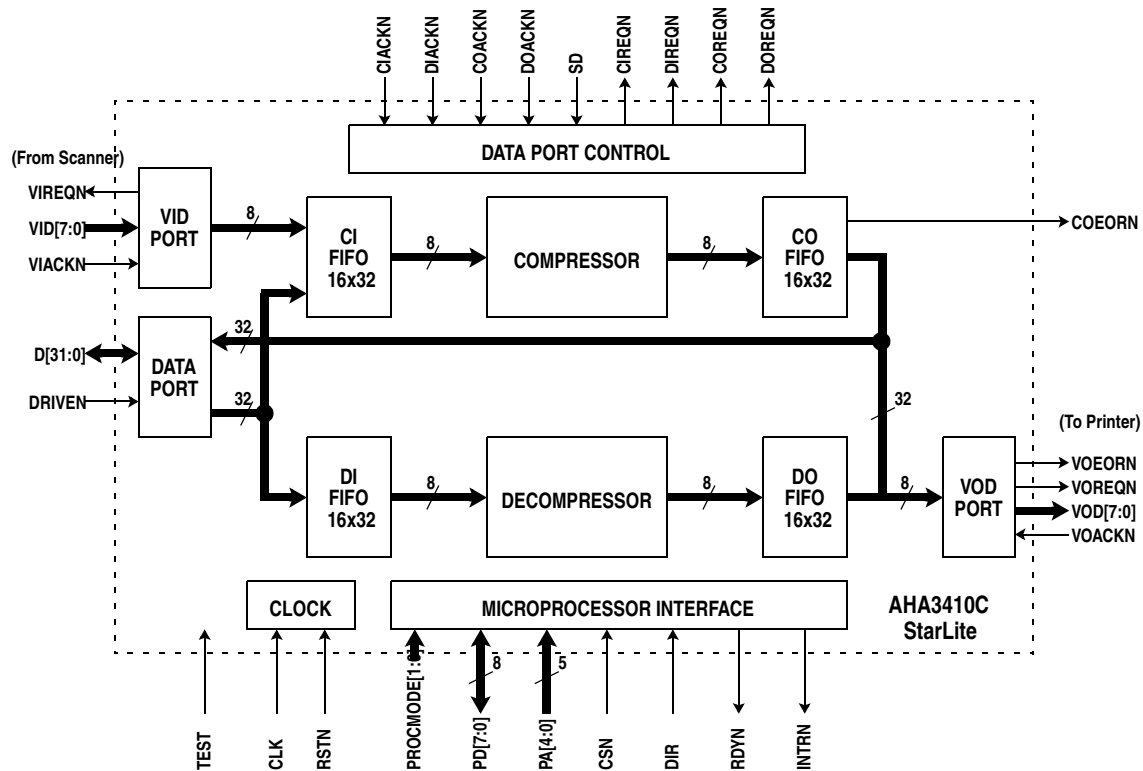 CIACKN
DIACKN
COACKN
DOACKN
SD
CIREQN
DIREQN
COREQN
DOREQN
DATA PORT CONTROL
(From Scanner)
VIREQN
VID[7:0]
VIACKN
VID
PORT
8
CI
FIFO
16x32
8
COMPRESSOR
8
CO
FIFO
16x32
COEORN
D[31:0]
DRIVEN
DATA
PORT
32
32
32
DI
FIFO
16x32
8
DECOMPRESSOR
8
DO
FIFO
16x32
8
VOD
PORT
(To Printer)
VOEORN
VOREQN
VOD[7:0]
VOACKN
CLOCK
MICROPROCESSOR INTERFACE
AHA3410C
StarLite
8
5
TEST
CLK
RSTN
PROCMODE[1:0]
PD[7:0]
PA[4:0]
CSN
DIR
RDYN
INTRN